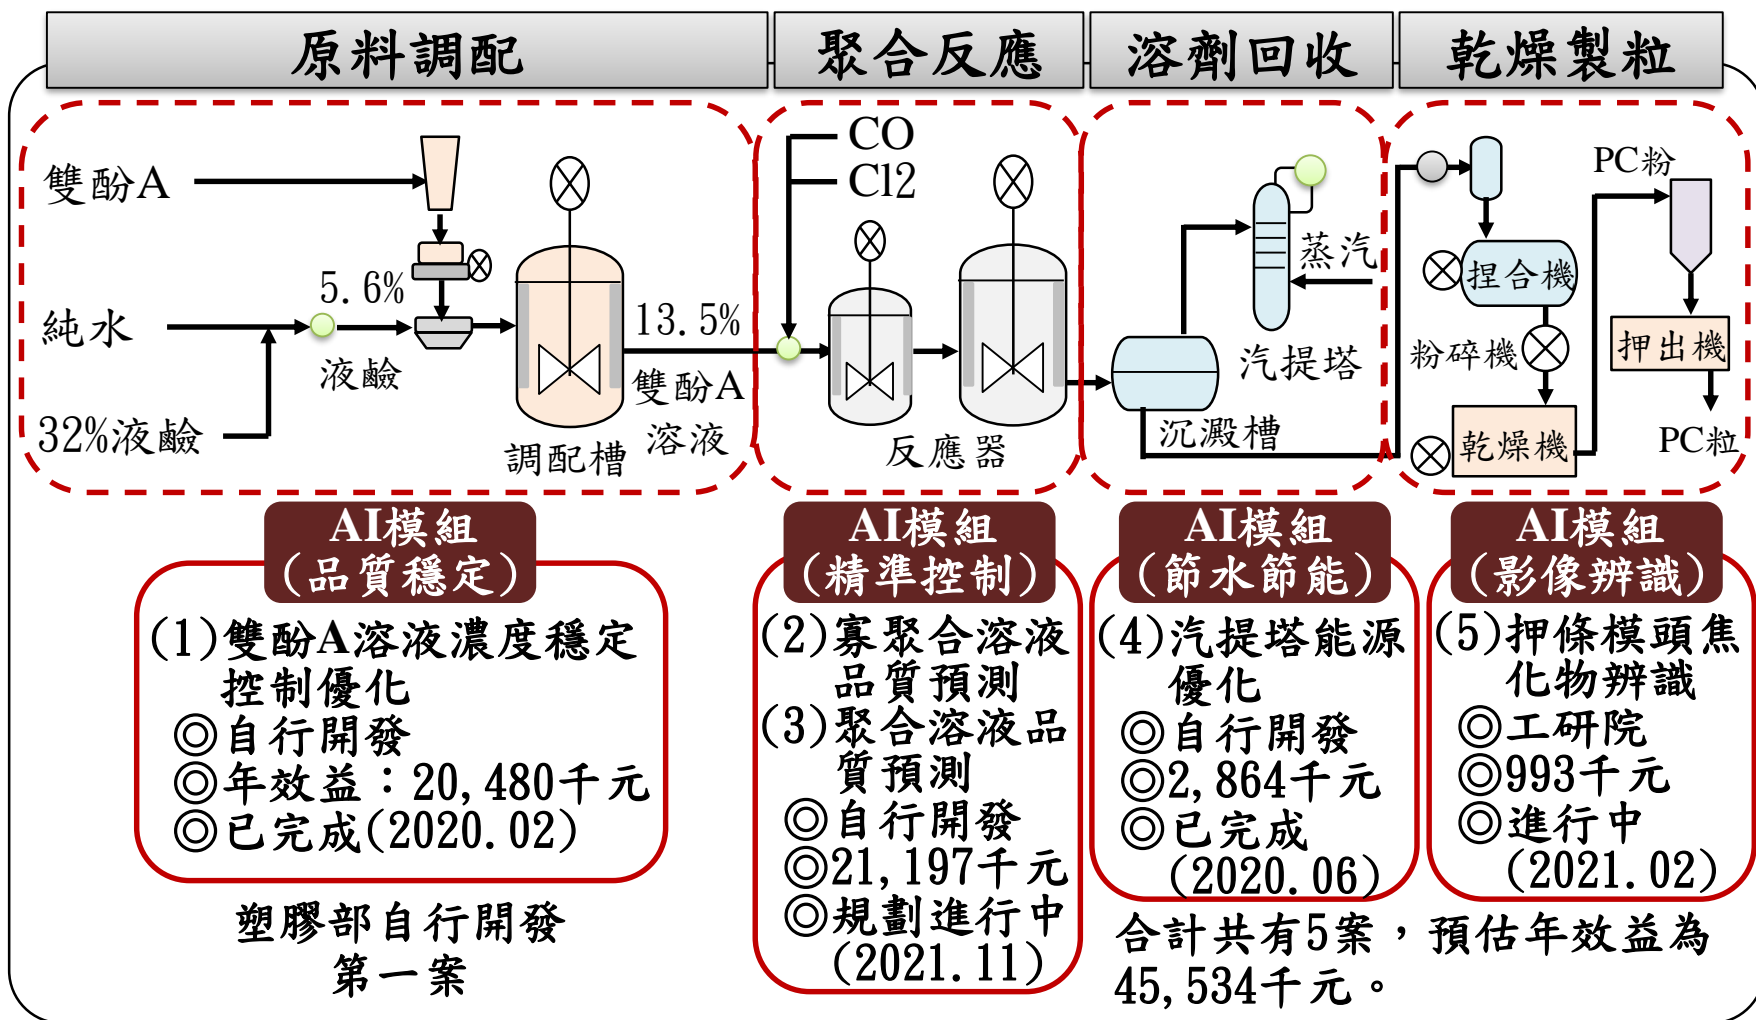 原料調配
聚合反應
溶劑回收
乾燥製粒
雙酚A
純水
32%液鹼
5.6%
液鹼
調配槽
13.5%
雙酚A
溶液
CO
Cl2
反應器
蒸汽
汽提塔
沉澱槽
捏合機
粉碎機
乾燥機
PC粉
押出機
PC粒
AI模組
(品質穩定)
(1)雙酚A溶液濃度穩定
控制優化
◎自行開發
◎年效益：20,480千元
◎已完成(2020.02)
塑膠部自行開發
第一案
AI模組
(精準控制)
(2)寡聚合溶液
品質預測
(3)聚合溶液品
質預測
◎自行開發
◎21,197千元
◎規劃進行中
(2021.11)
AI模組
(節水節能)
(4)汽提塔能源
優化
◎自行開發
◎2,864千元
◎已完成
(2020.06)
AI模組
(影像辨識)
(5)押條模頭焦
化物辨識
◎工研院
◎993千元
◎進行中
(2021.02)
合計共有5案，預估年效益為
45,534千元。